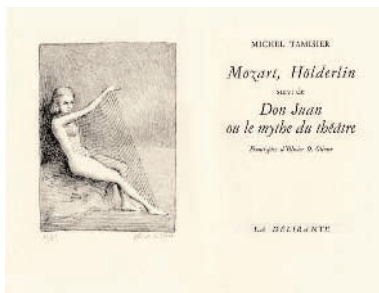 MICHEL TAMISIER
Mozart, Hölderlin
suivi de
Don Juan
ou le mythe du théâtre
Frontispice d'Olivier O. Olivier
LA DÉLIRANTE